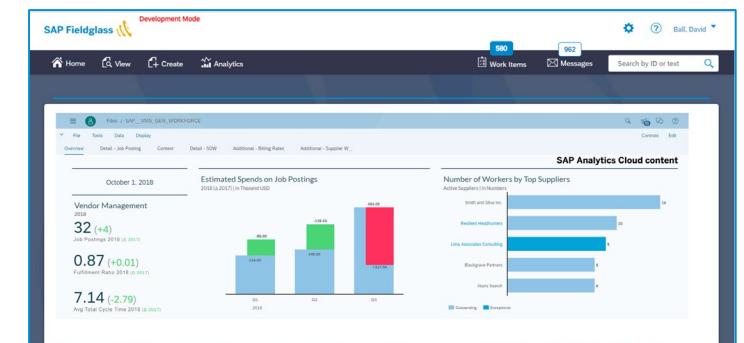 SAP Fieldglass
Development Mode
Ball, David
Home
View
Create
Analytics
580
Work Items
962
Messages
Search by ID or text
Files / SAP__VMS_GEN_WORKFORCE
File Tools Data Display
Controls Edit
Overview Detail - Job Posting Context Detail - SOW Additional - Billing Rates Additional - Supplier W...
SAP Analytics Cloud content
October 1, 2018
Vendor Management
2018
32 (+4)
Job Postings 2018 (Δ 2017)
0.87 (+0.01)
Fulfillment Ratio 2018 (Δ 2017)
7.14 (-2.79)
Avg Total Cycle Time 2018 (Δ 2017)
Estimated Spends on Job Postings
2018 (Δ 2017) | in Thousand USD
Q1
Q2
Q3
2018
Number of Workers by Top Suppliers
Active Suppliers | in Numbers
Smith and Silva Inc.
Resilient Headhunters
Lima Associates Consulting
Blackgrave Partners